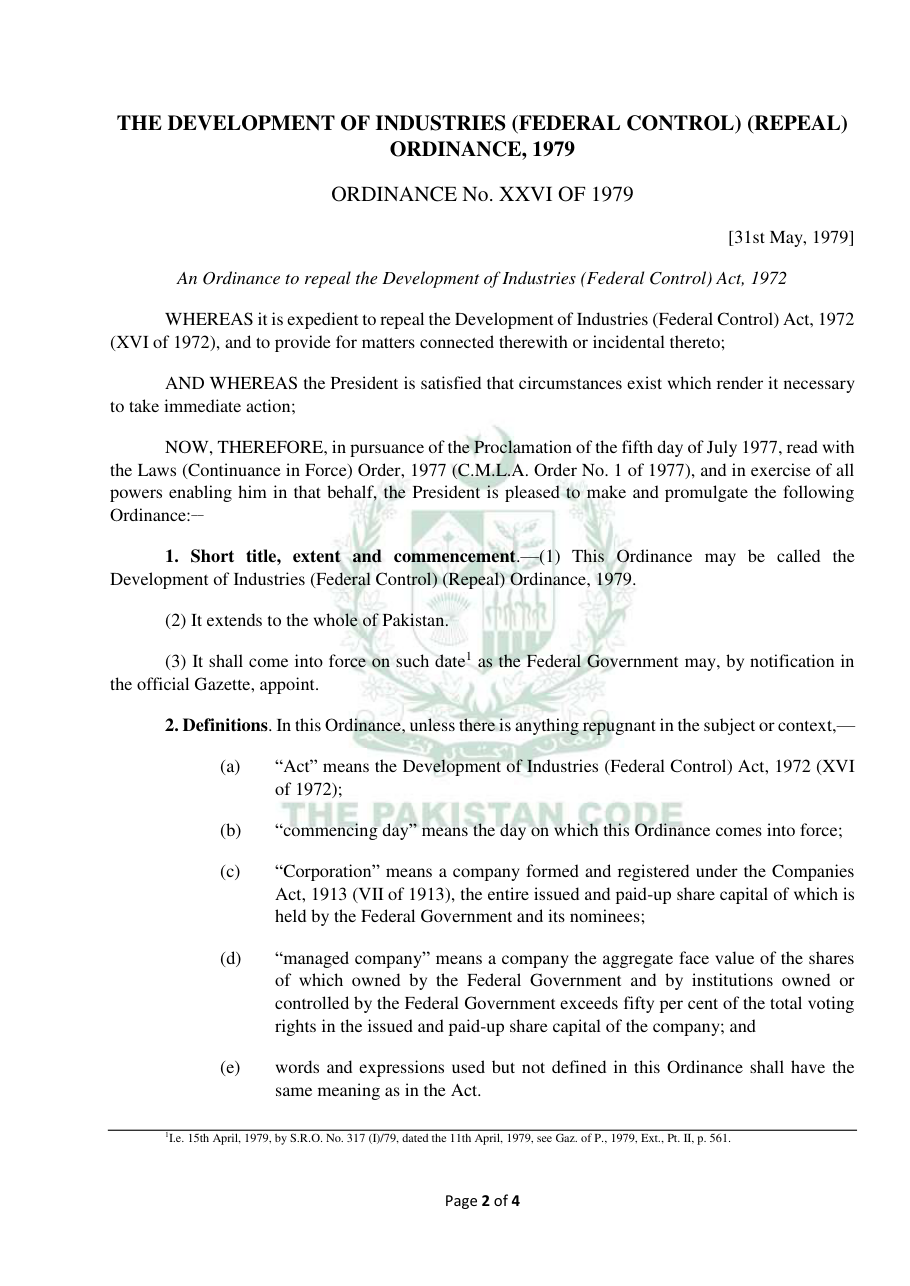 THE DEVELOPMENT OF INDUSTRIES (FEDERAL CONTROL) (REPEAL)
ORDINANCE, 1979
ORDINANCE No. XXVI OF 1979
[31st May, 1979]
An Ordinance to repeal the Development of Industries (Federal Control) Act, 1972
WHEREAS it is expedient to repeal the Development of Industries (Federal Control) Act, 1972
(XVI of 1972), and to provide for matters connected therewith or incidental thereto;
AND WHEREAS the President is satisfied that circumstances exist which render it necessary
to take immediate action;
NOW, THEREFORE, in pursuance of the Proclamation of the fifth day of July 1977, read with
the Laws (Continuance in Force) Order, 1977 (C.M.L.A. Order No. 1 of 1977), and in exercise of all
powers enabling him in that behalf, the President is pleased to make and promulgate the following
Ordinance:—
1. Short title, extent and commencement.—(1) This Ordinance may be called the
Development of Industries (Federal Control) (Repeal) Ordinance, 1979.
(2) It extends to the whole of Pakistan.
(3) It shall come into force on such date1 as the Federal Government may, by notification in
the official Gazette, appoint.
2. Definitions. In this Ordinance, unless there is anything repugnant in the subject or context,—
(a) “Act” means the Development of Industries (Federal Control) Act, 1972 (XVI
of 1972);
THE PAKISTAN CODE
(b) “commencing day” means the day on which this Ordinance comes into force;
(c) “Corporation” means a company formed and registered under the Companies
Act, 1913 (VII of 1913), the entire issued and paid-up share capital of which is
held by the Federal Government and its nominees;
(d) “managed company” means a company the aggregate face value of the shares
of which owned by the Federal Government and by institutions owned or
controlled by the Federal Government exceeds fifty per cent of the total voting
rights in the issued and paid-up share capital of the company; and
(e) words and expressions used but not defined in this Ordinance shall have the
same meaning as in the Act.
1I.e. 15th April, 1979, by S.R.O. No. 317 (I)/79, dated the 11th April, 1979, see Gaz. of P., 1979, Ext., Pt. II, p. 561.
Page 2 of 4